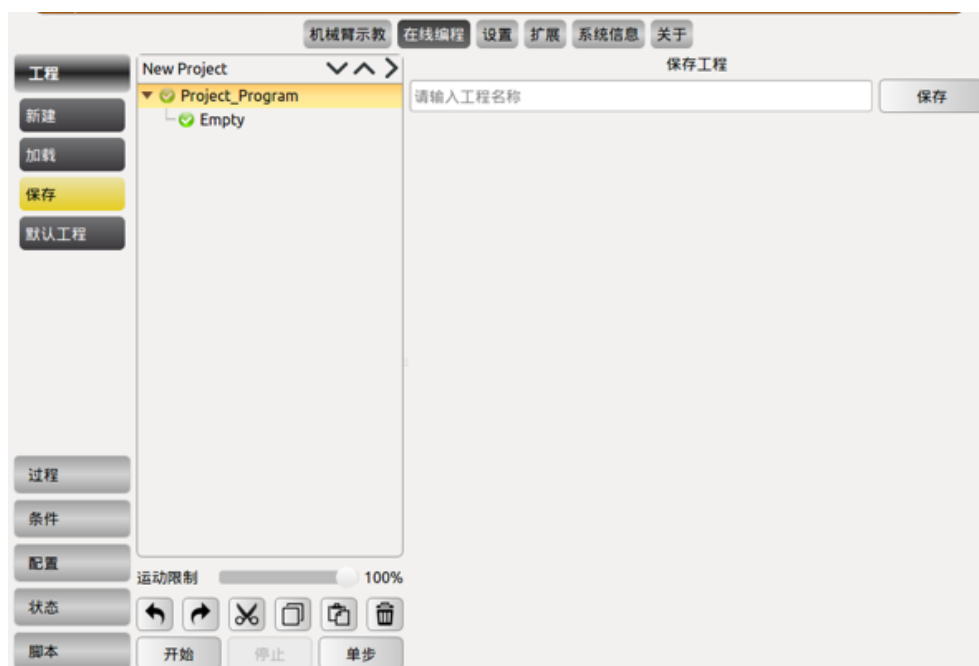 机械臂示教 在线编程 设置 扩展 系统信息 关于
工程
新建
加载
保存
默认工程
过程
条件
配置
状态
脚本
New Project
Project_Program
Empty
运动限制 100%
开始 停止 单步
保存工程
请输入工程名称 保存